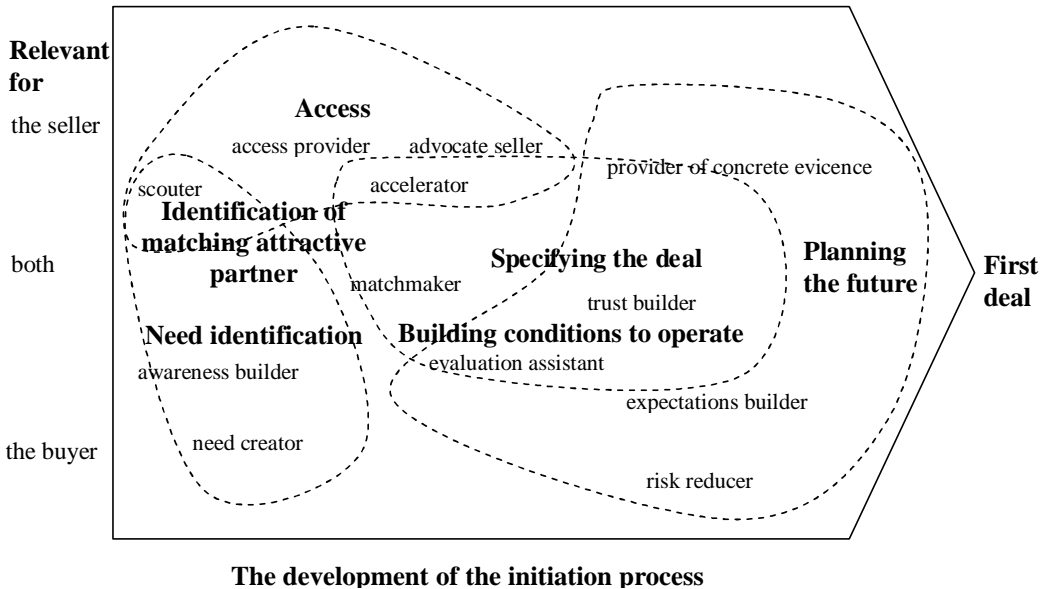 Relevant
for
the seller
both
the buyer
Access
access provider
advocate seller
accelerator
scouter
Identification of
matching attractive
partner
Need identification
awareness builder
need creator
provider of concrete evicence
Specifying the deal
matchmaker
trust builder
Building conditions to operate
evaluation assistant
expectations builder
risk reducer
Planning
the future
First
deal
The development of the initiation process